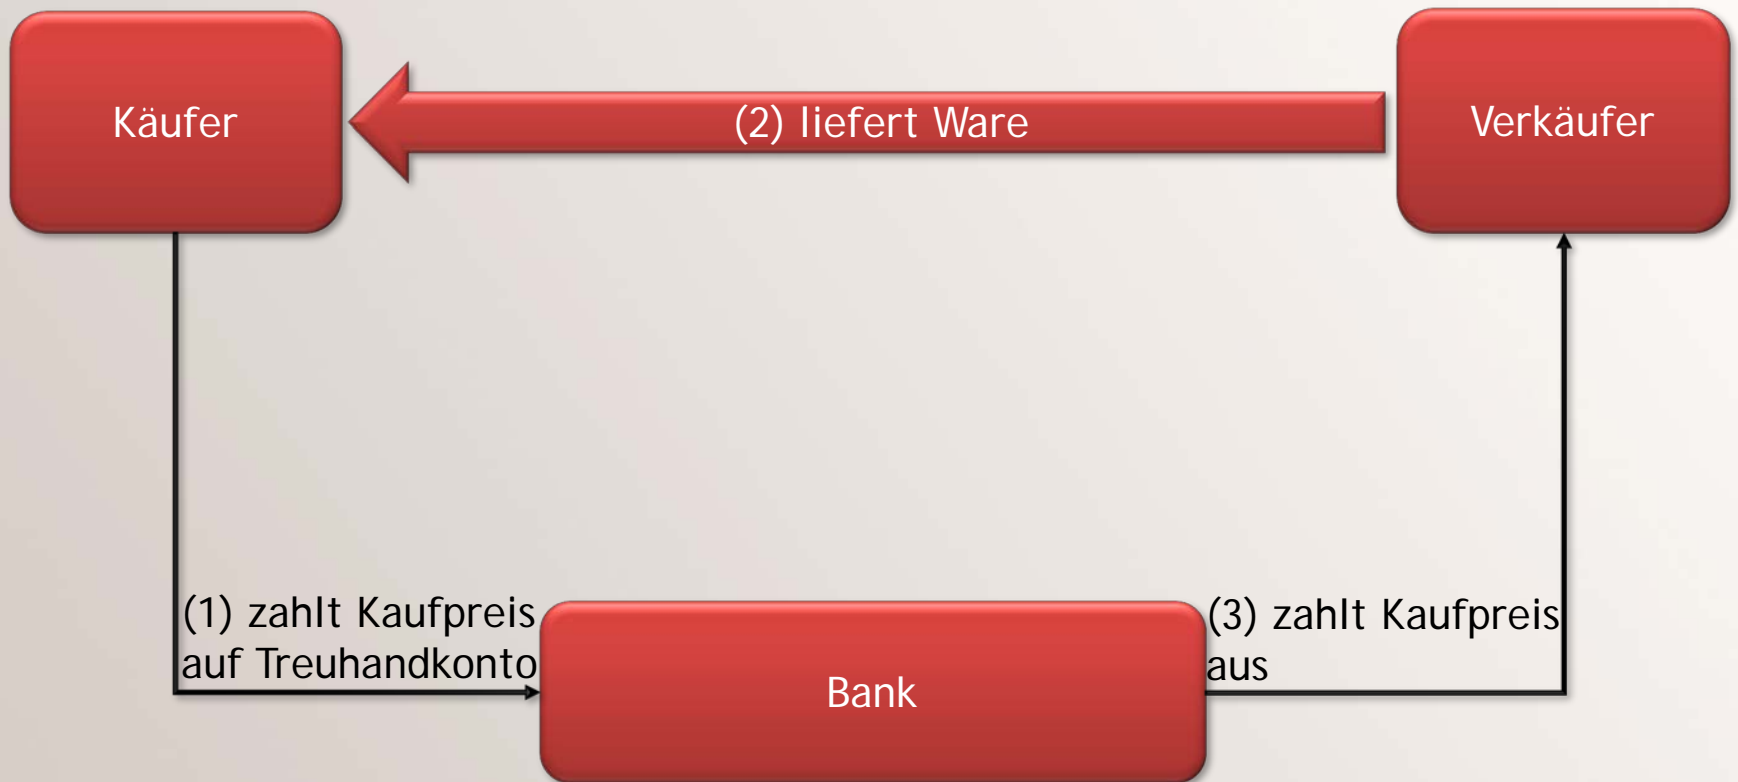 Käufer
(2) liefert Ware
Verkäufer
(1) zahlt Kaufpreis
auf Treuhandkonto
Bank
(3) zahlt Kaufpreis
aus